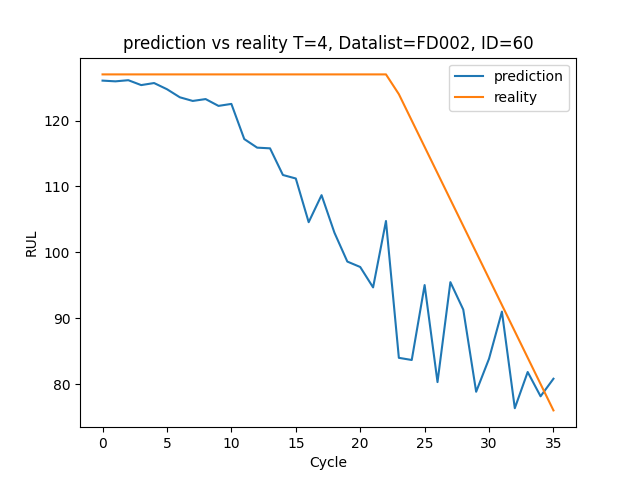 prediction vs reality T=4, Datalist=FD002, ID=60
prediction
reality
RUL
120
110
100
90
80
0 5 10 15 20 25 30 35
Cycle